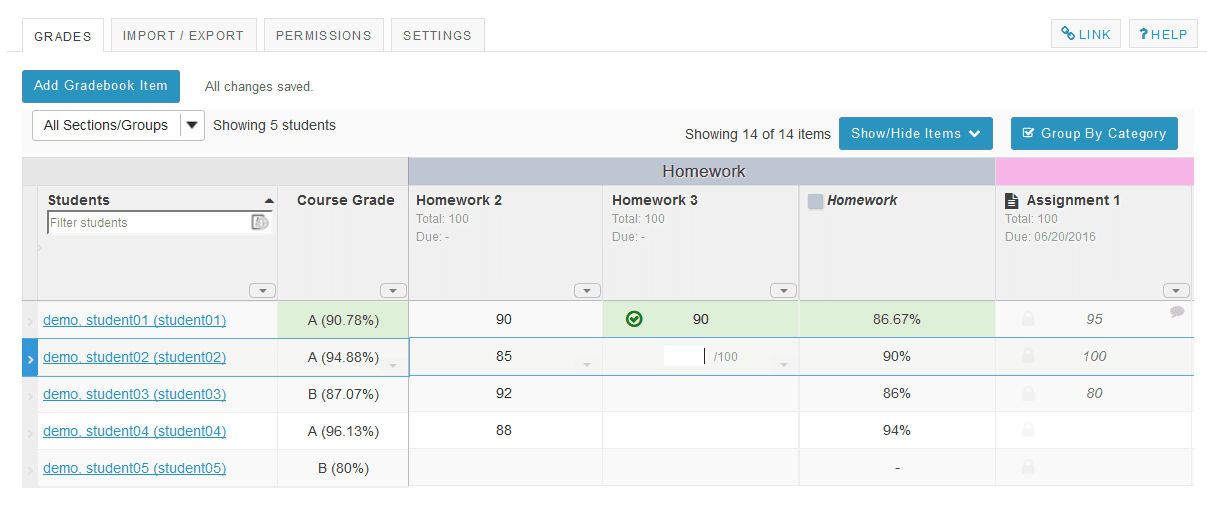 GRADES IMPORT / EXPORT PERMISSIONS SETTINGS LINK ?HELP
Add Gradebook Item All changes saved.
All Sections/Groups Showing 5 students
Showing 14 of 14 items Show/Hide Items Group By Category
Homework
Students Course Grade Homework 2 Homework 3 Homework Assignment 1
Filter students Total: 100 Total: 100 Total: 100
Due: - Due: - Due: 06/20/2016
demo, student01 (student01) A (90.78%) 90 90 86.67% 95
demo, student02 (student02) A (94.88%) 85 /100 90% 100
demo, student03 (student03) B (87.07%) 92 86% 80
demo, student04 (student04) A (96.13%) 88 94%
demo, student05 (student05) B (80%) -